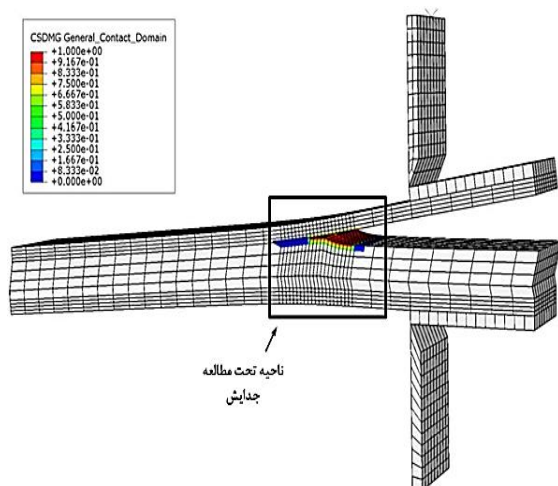 CSDMG General_Contact_Domain
+1.000e+00
+9.167e-01
+8.333e-01
+7.500e-01
+6.667e-01
+5.833e-01
+5.000e-01
+4.167e-01
+3.333e-01
+2.500e-01
+1.667e-01
+8.333e-02
+0.000e+00
ناحیه تحت مطالعه
جدایش